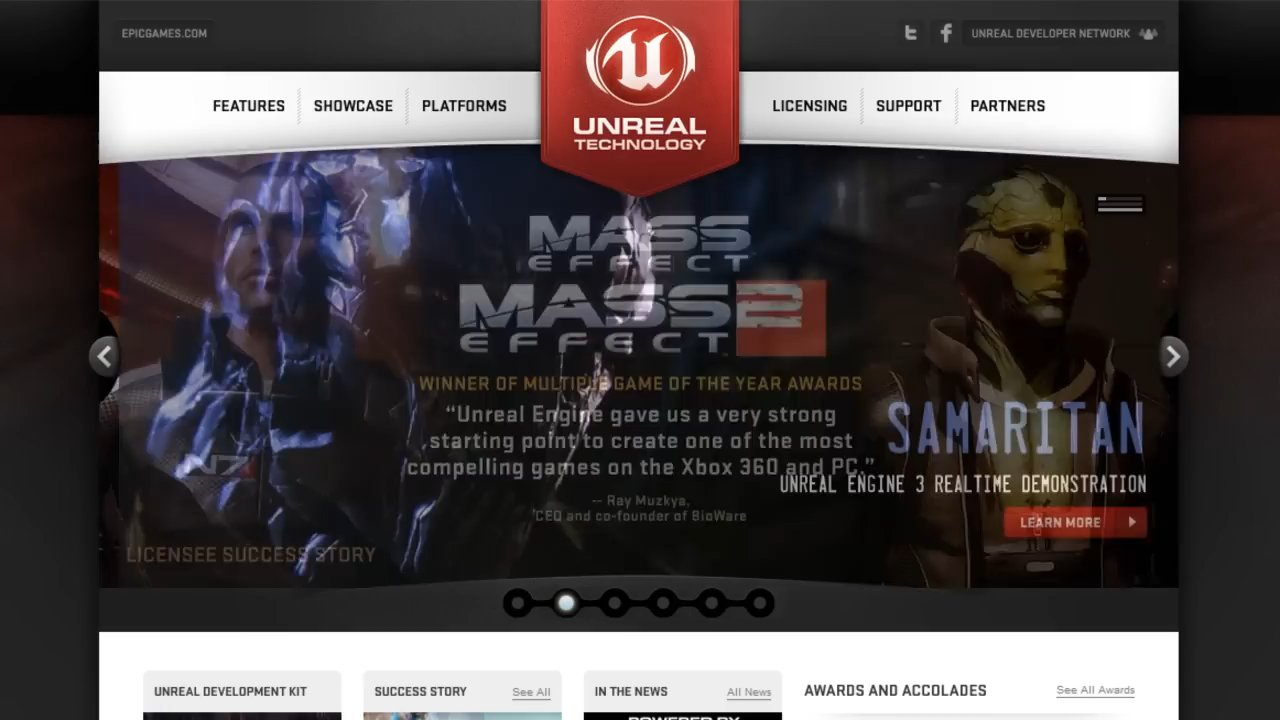 EPICGAMES.COM
UNREAL DEVELOPER NETWORK
FEATURES
SHOWCASE
PLATFORMS
UNREAL
TECHNOLOGY
LICENSING
SUPPORT
PARTNERS
MASS
EFFECT
MASS 2
EFFECT
WINNER OF MULTIPLE GAME OF THE YEAR AWARDS
“Unreal Engine gave us a very strong
starting point to create one of the most
compelling games on the Xbox 360 and PC.”
-- Ray Muzkya,
CEO and co-founder of BioWare
N7
SAMARITAN
UNREAL ENGINE 3 REALTIME DEMONSTRATION
LEARN MORE
LICENSEE SUCCESS STORY
UNREAL DEVELOPMENT KIT
SUCCESS STORY
See All
IN THE NEWS
All News
AWARDS AND ACCOLADES
See All Awards
POWERED BY